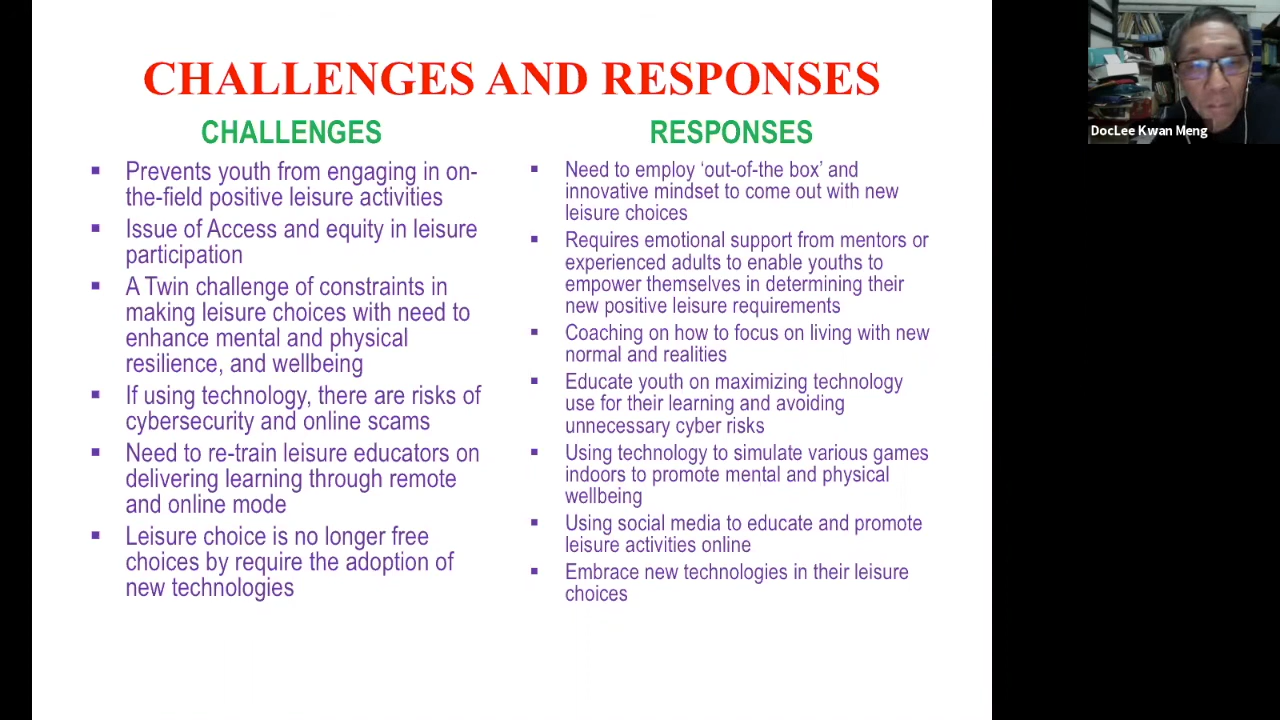 CHALLENGES AND RESPONSES
CHALLENGES
▪ Prevents youth from engaging in on-
the-field positive leisure activities
▪ Issue of Access and equity in leisure
participation
▪ A Twin challenge of constraints in
making leisure choices with need to
enhance mental and physical
resilience, and wellbeing
▪ If using technology, there are risks of
cybersecurity and online scams
▪ Need to re-train leisure educators on
delivering learning through remote
and online mode
▪ Leisure choice is no longer free
choices by require the adoption of
new technologies
RESPONSES
▪ Need to employ ‘out-of-the box’ and
innovative mindset to come out with new
leisure choices
▪ Requires emotional support from mentors or
experienced adults to enable youths to
empower themselves in determining their
new positive leisure requirements
▪ Coaching on how to focus on living with new
normal and realities
▪ Educate youth on maximizing technology
use for their learning and avoiding
unnecessary cyber risks
▪ Using technology to simulate various games
indoors to promote mental and physical
wellbeing
▪ Using social media to educate and promote
leisure activities online
▪ Embrace new technologies in their leisure
choices
DocLee Kwan Meng